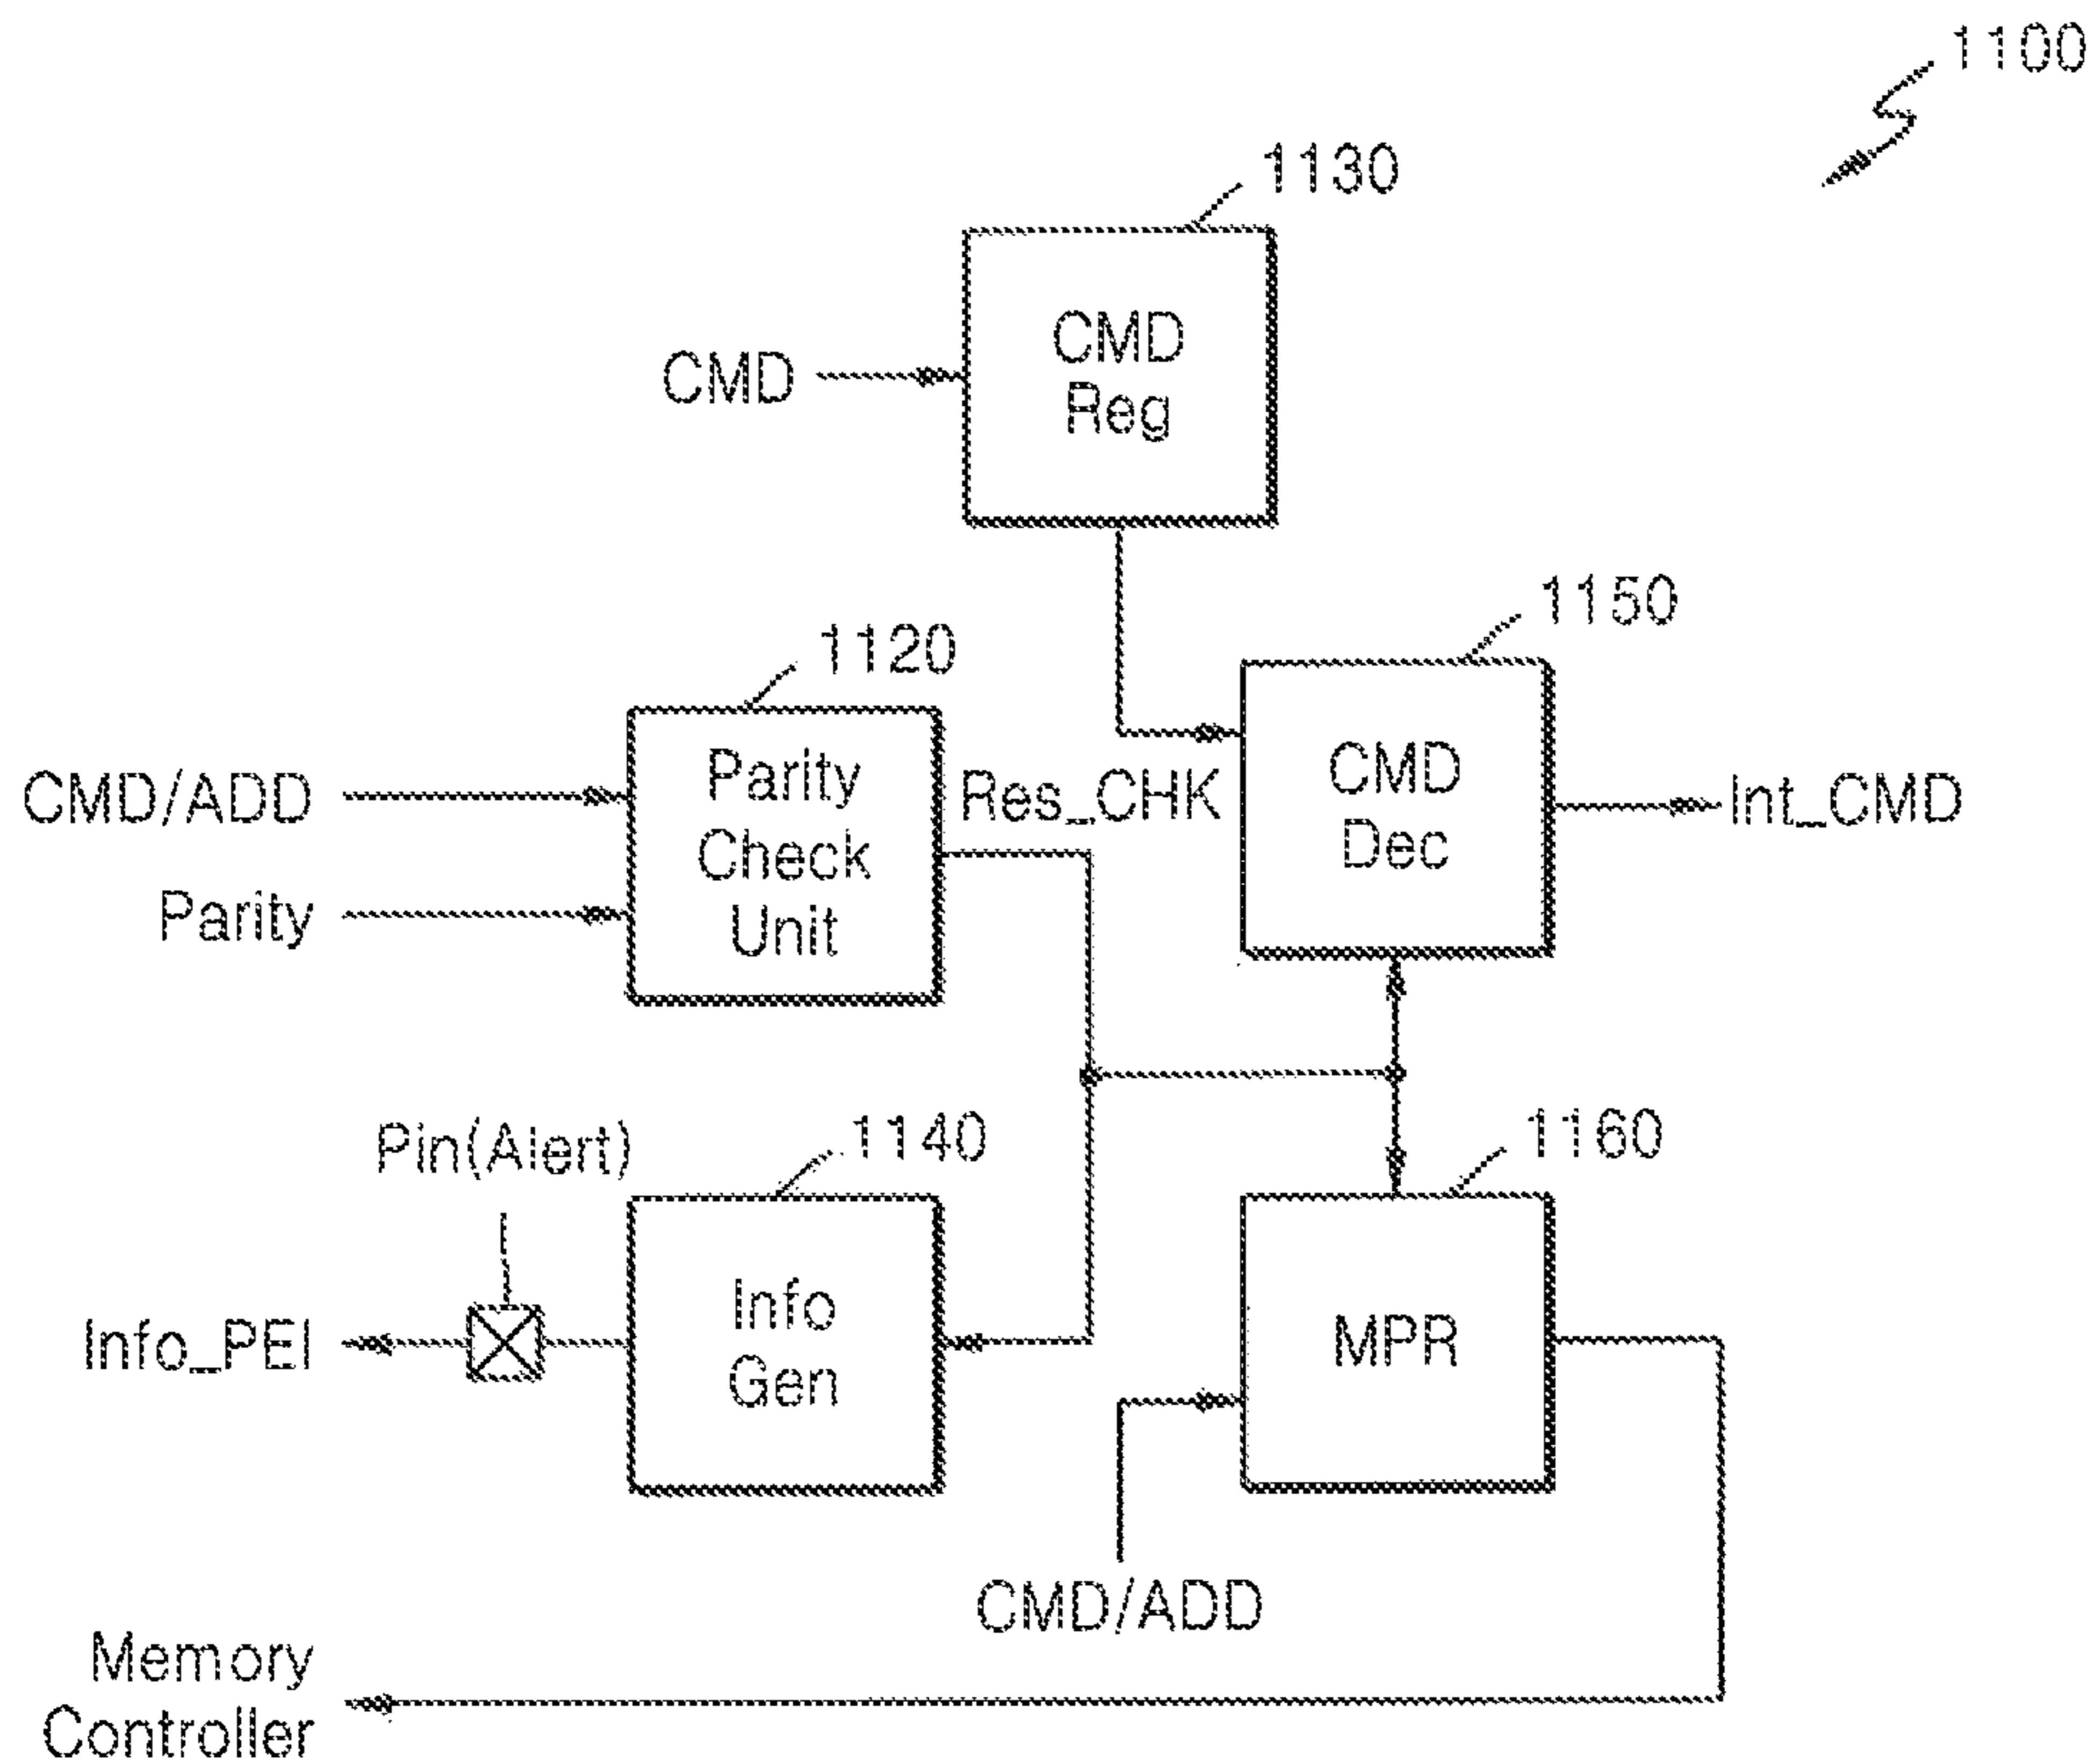 1100
1130
CMD
CMD
Reg
1150
1120
CMD/ADD
Parity
Parity
Check
Unit
Res_CHK
CMD
Dec
Int_CMD
Pin(Alert)
1140
1160
Info_PEI
Info
Gen
MPR
CMD/ADD
Memory
Controller